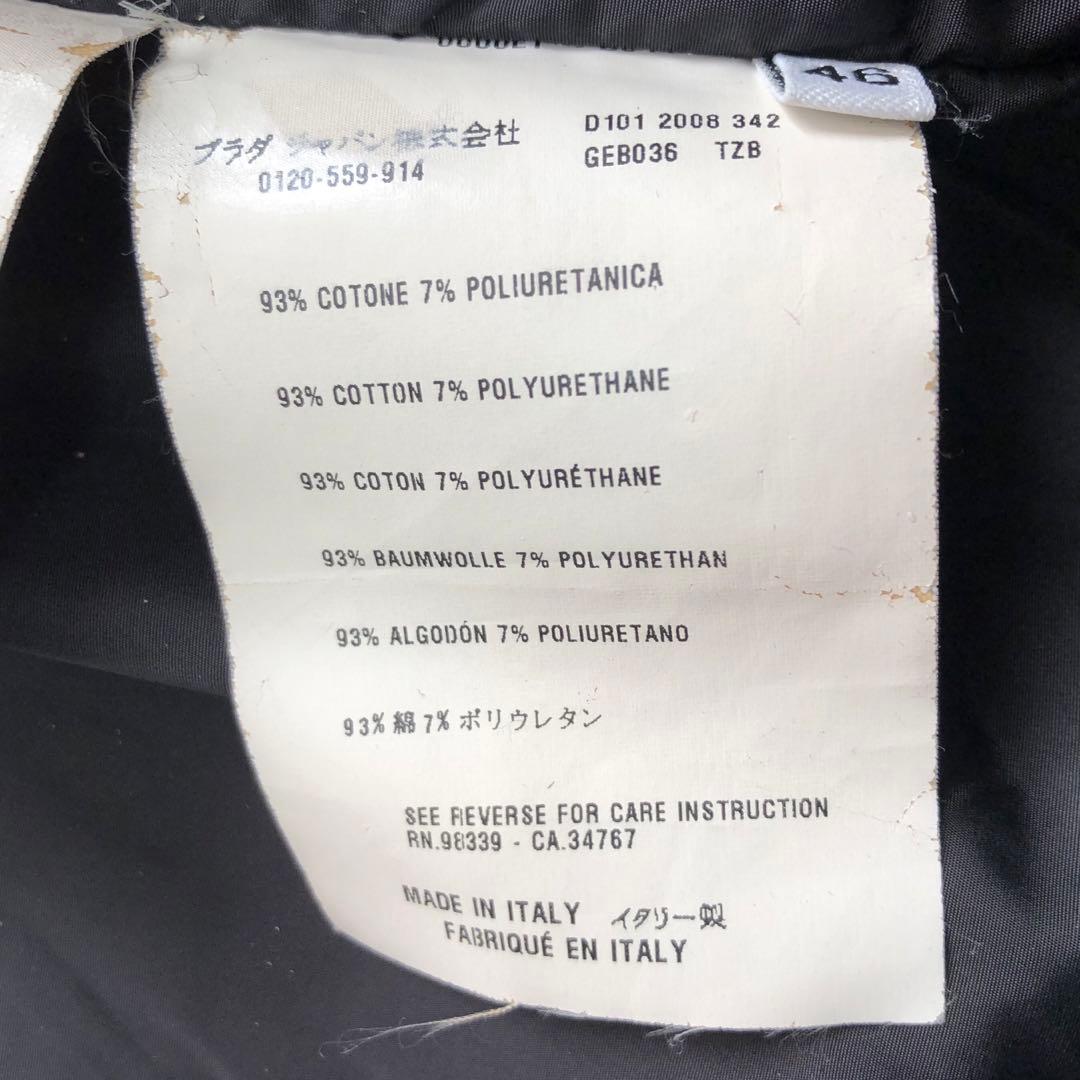 46
プラダ ジャパン株式会社
0120-559-914
D101 2008 342
GEB036 TZB
93% COTONE 7% POLIURETANICA
93% COTTON 7% POLYURETHANE
93% COTON 7% POLYURÉTHANE
93% BAUMWOLLE 7% POLYURETHAN
93% ALGODÓN 7% POLIURETANO
93% 綿 7% ポリウレタン
SEE REVERSE FOR CARE INSTRUCTION
RN.98339 - CA.34767
MADE IN ITALY イタリー製
FABRIQUÉ EN ITALY